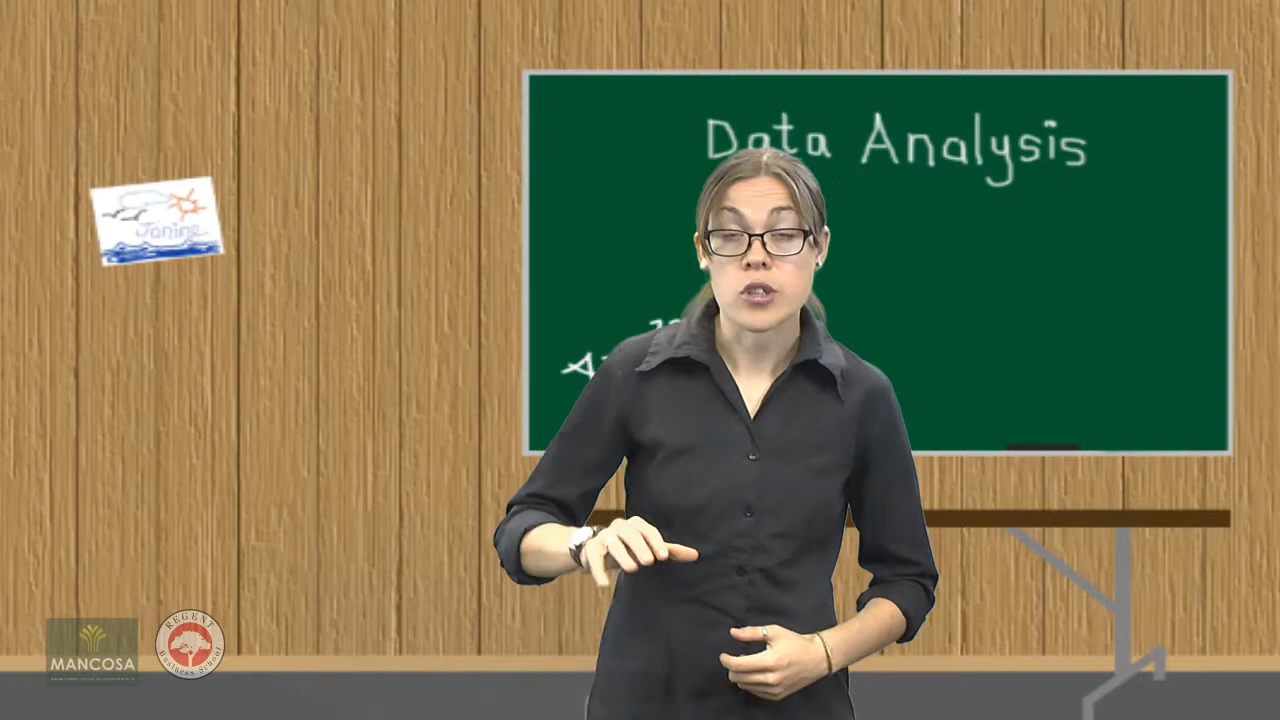 Data Analysis
Janine
MANCOSA
REGENT
Business School